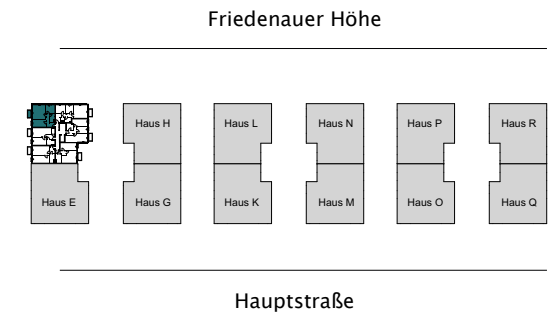 Friedenauer Höhe
Haus H
Haus L
Haus N
Haus P
Haus R
Haus E
Haus G
Haus K
Haus M
Haus O
Haus Q
Hauptstraße